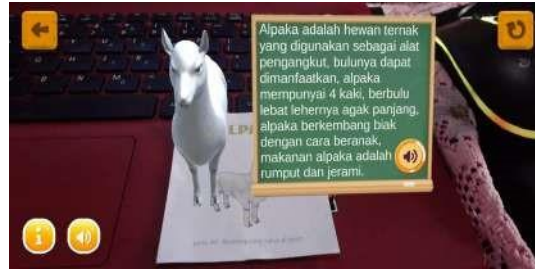 Alpaka adalah hewan ternak
yang digunakan sebagai alat
pengangkut, bulunya dapat
dimanfaatkan, alpaka
mempunyai 4 kaki, berbulu
lebat lehernya agak panjang,
alpaka berkembang biak
dengan cara beranak,
makanan alpaka adalah
rumput dan jerami.